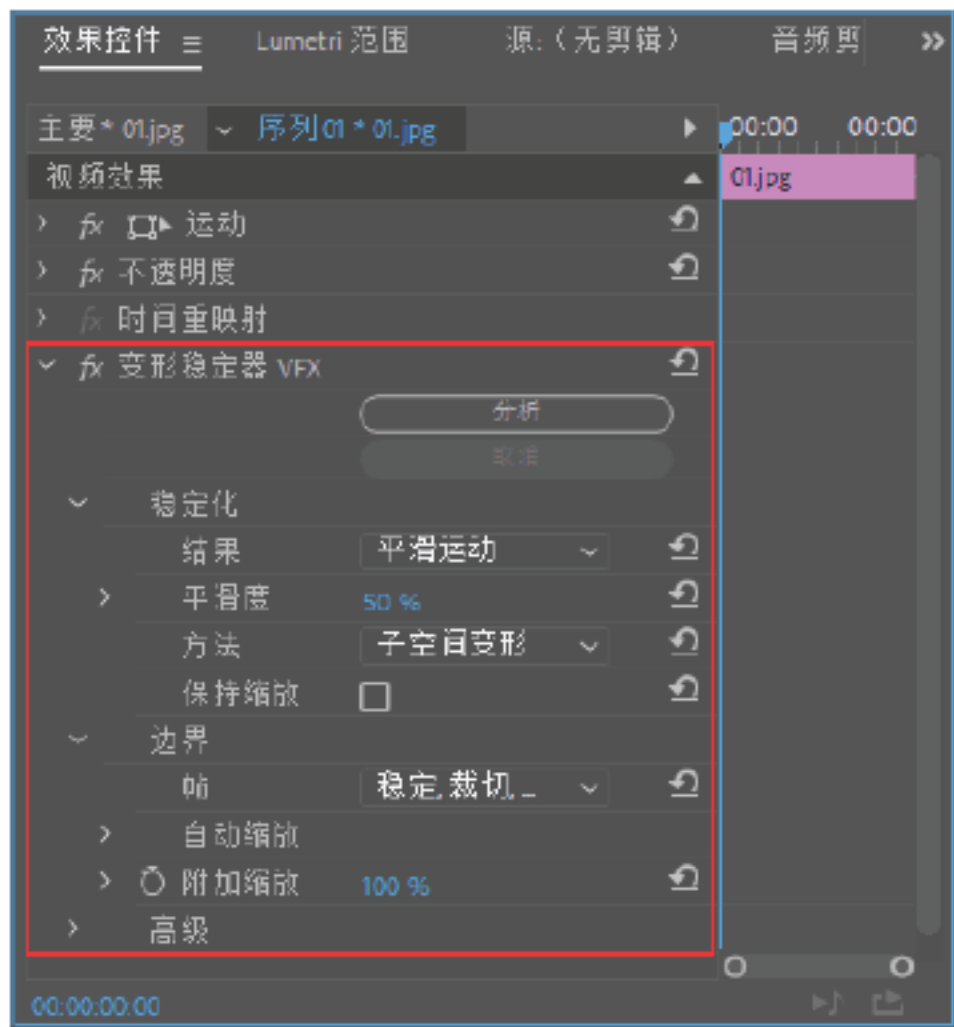 效果控件 Lumetri 范围 源:（无剪辑） 音频剪
主要* 01.jpg 序列 01 * 01.jpg 00:00 00:00
视频效果 01.jpg
fx 运动
fx 不透明度
fx 时间重映射
fx 变形稳定器 VFX
分析
取消
稳定化
结果 平滑运动
平滑度 50 %
方法 子空间变形
保持缩放
边界
帧 稳定,裁切,_
自动缩放
附加缩放 100 %
高级
00:00:00:00